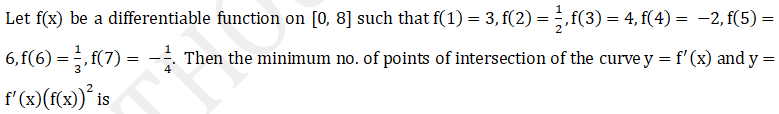 Let f(x) be a differentiable function on [0, 8] such that f(1) = 3, f(2) = 1/2, f(3) = 4, f(4) = −2, f(5) =
6, f(6) = 1/3, f(7) = −1/4. Then the minimum no. of points of intersection of the curve y = f′(x) and y =
f′(x)(f(x))² is